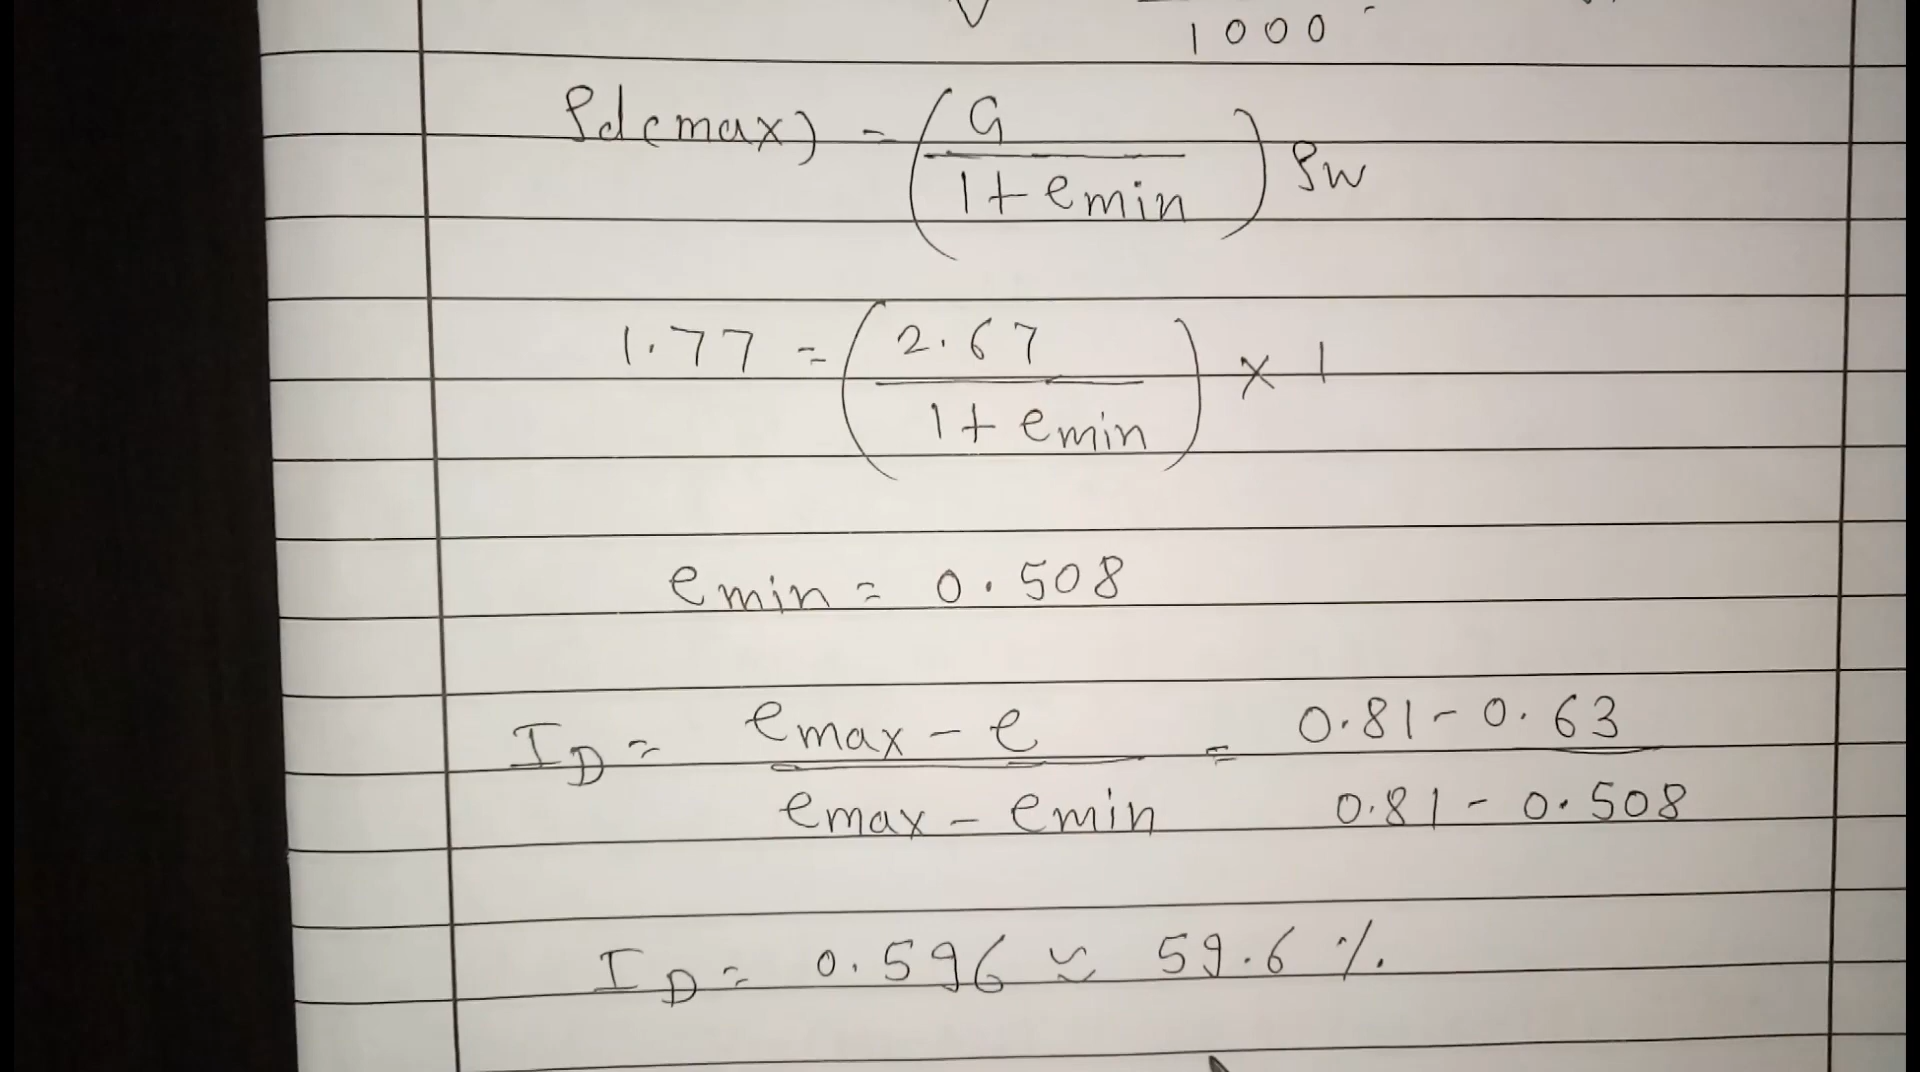 1000
ρd(max) = (G / 1+emin) ρw
1.77 = (2.67 / 1+emin) × 1
emin = 0.508
ID = emax - e / emax - emin = 0.81 - 0.63 / 0.81 - 0.508
ID = 0.596 ≈ 59.6 %.